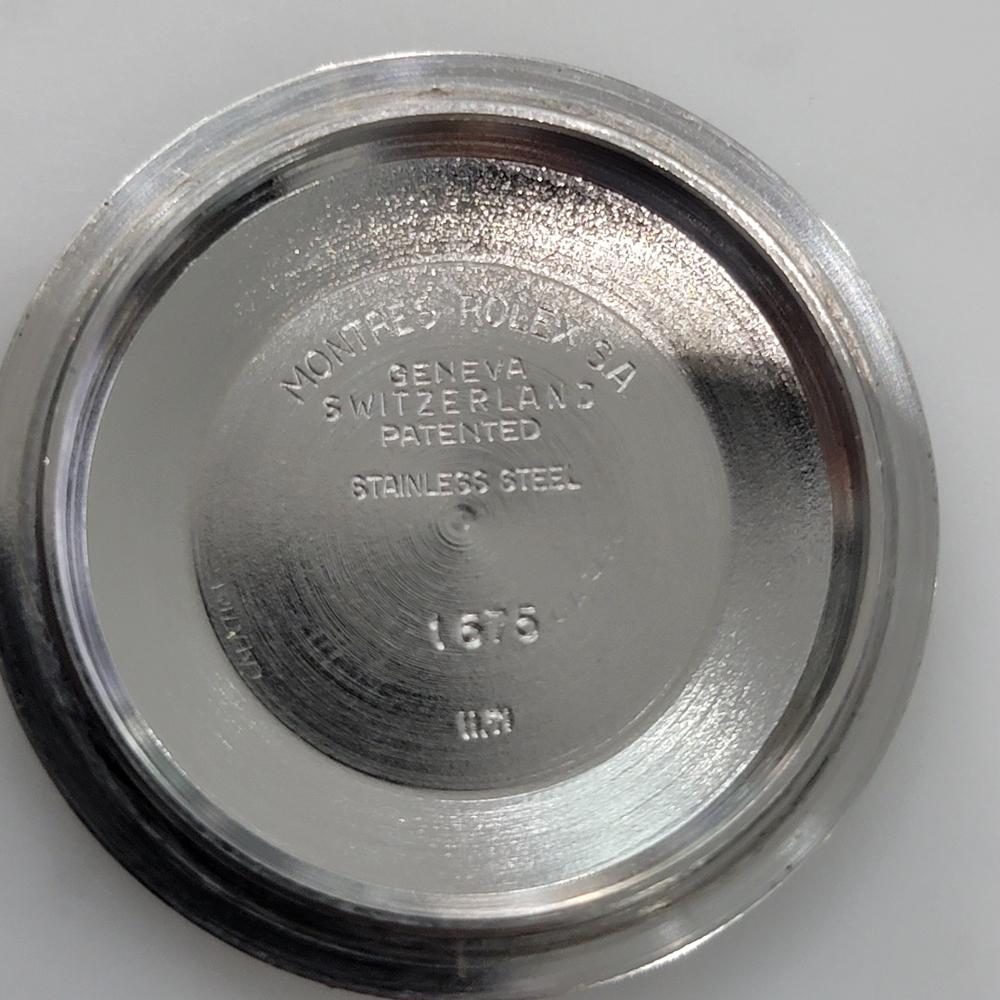 MONTRES ROLEX SA
GENEVA
SWITZERLAND
PATENTED
STAINLESS STEEL
1675